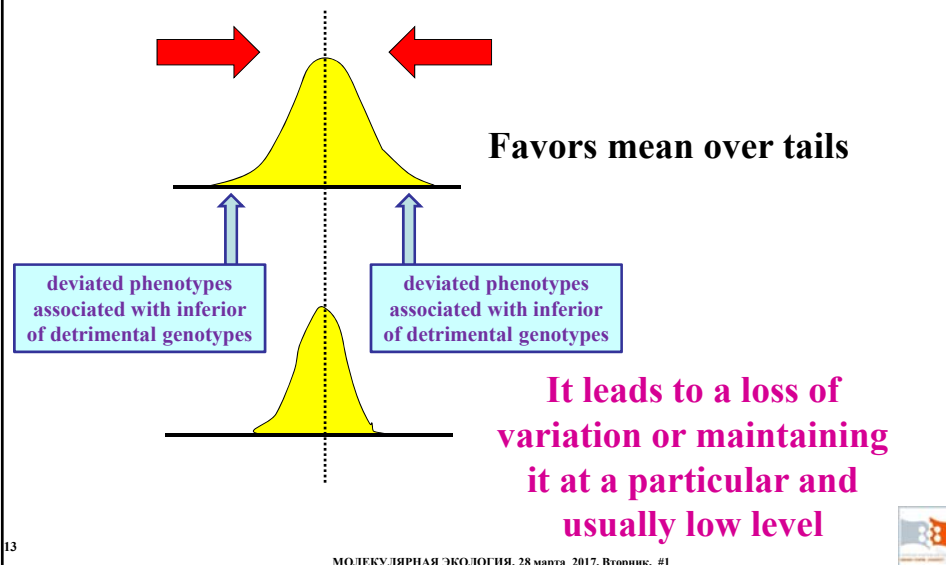 Favors mean over tails
deviated phenotypes
associated with inferior
of detrimental genotypes
deviated phenotypes
associated with inferior
of detrimental genotypes
It leads to a loss of
variation or maintaining
it at a particular and
usually low level
13
МОЛЕКУЛЯРНАЯ ЭКОЛОГИЯ, 28 марта 2017, Вторник, #1